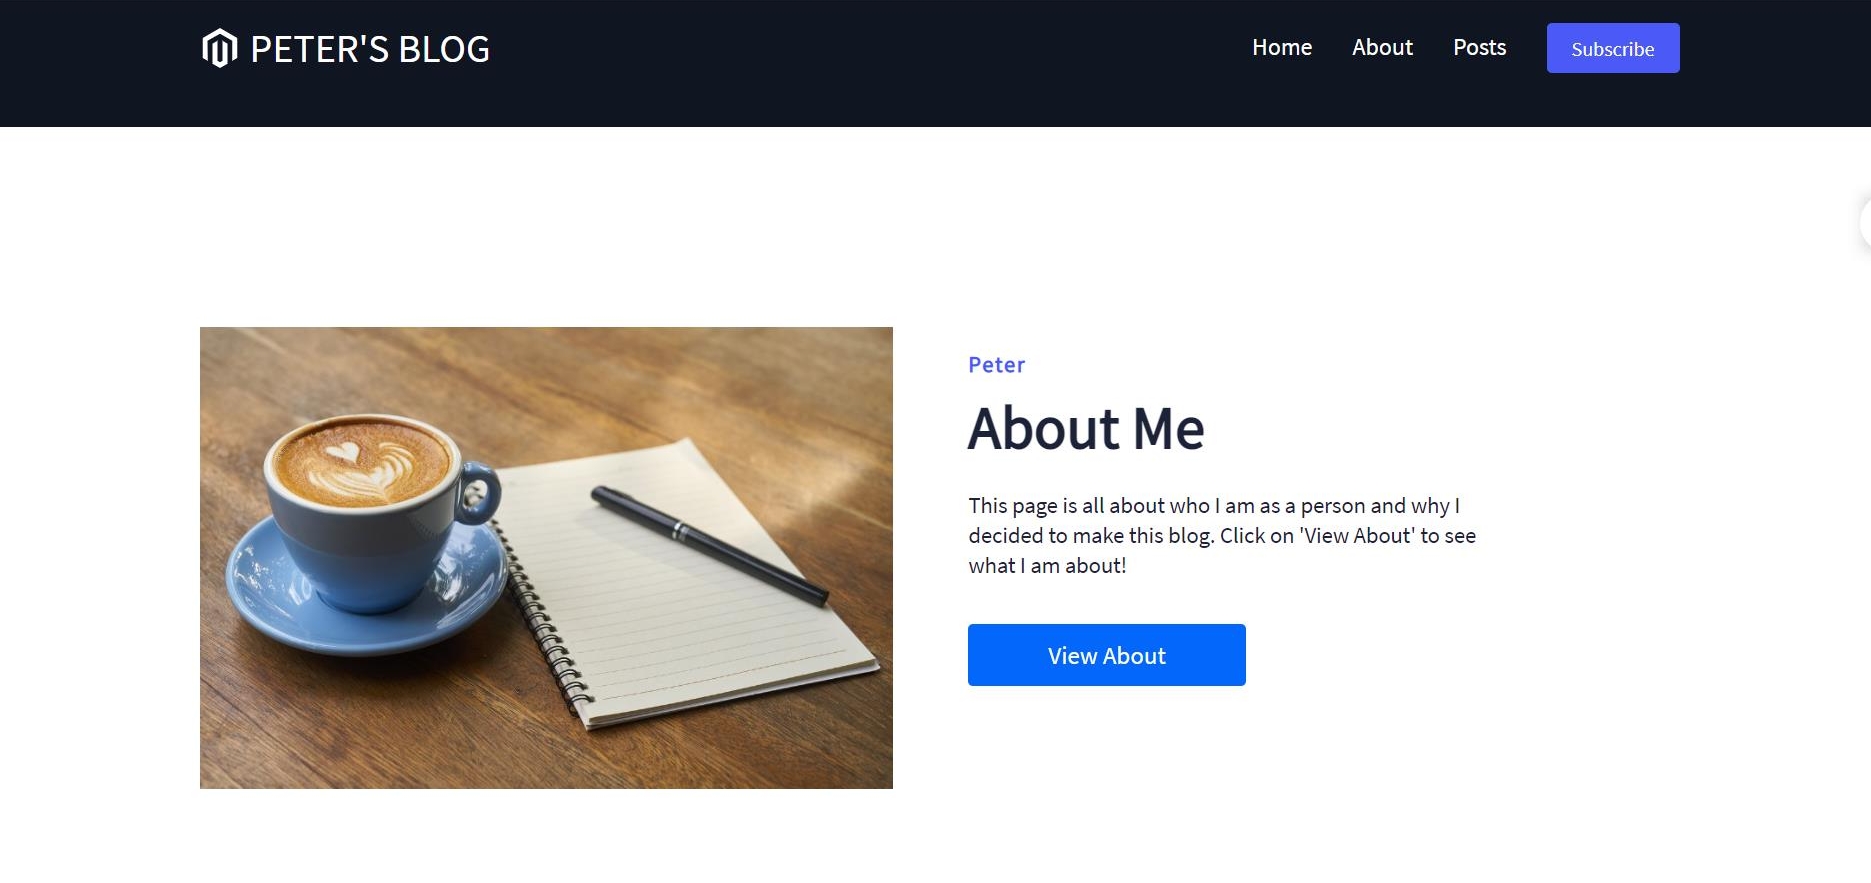 PETER'S BLOG
Home About Posts Subscribe
Peter
About Me
This page is all about who I am as a person and why I
decided to make this blog. Click on 'View About' to see
what I am about!
View About